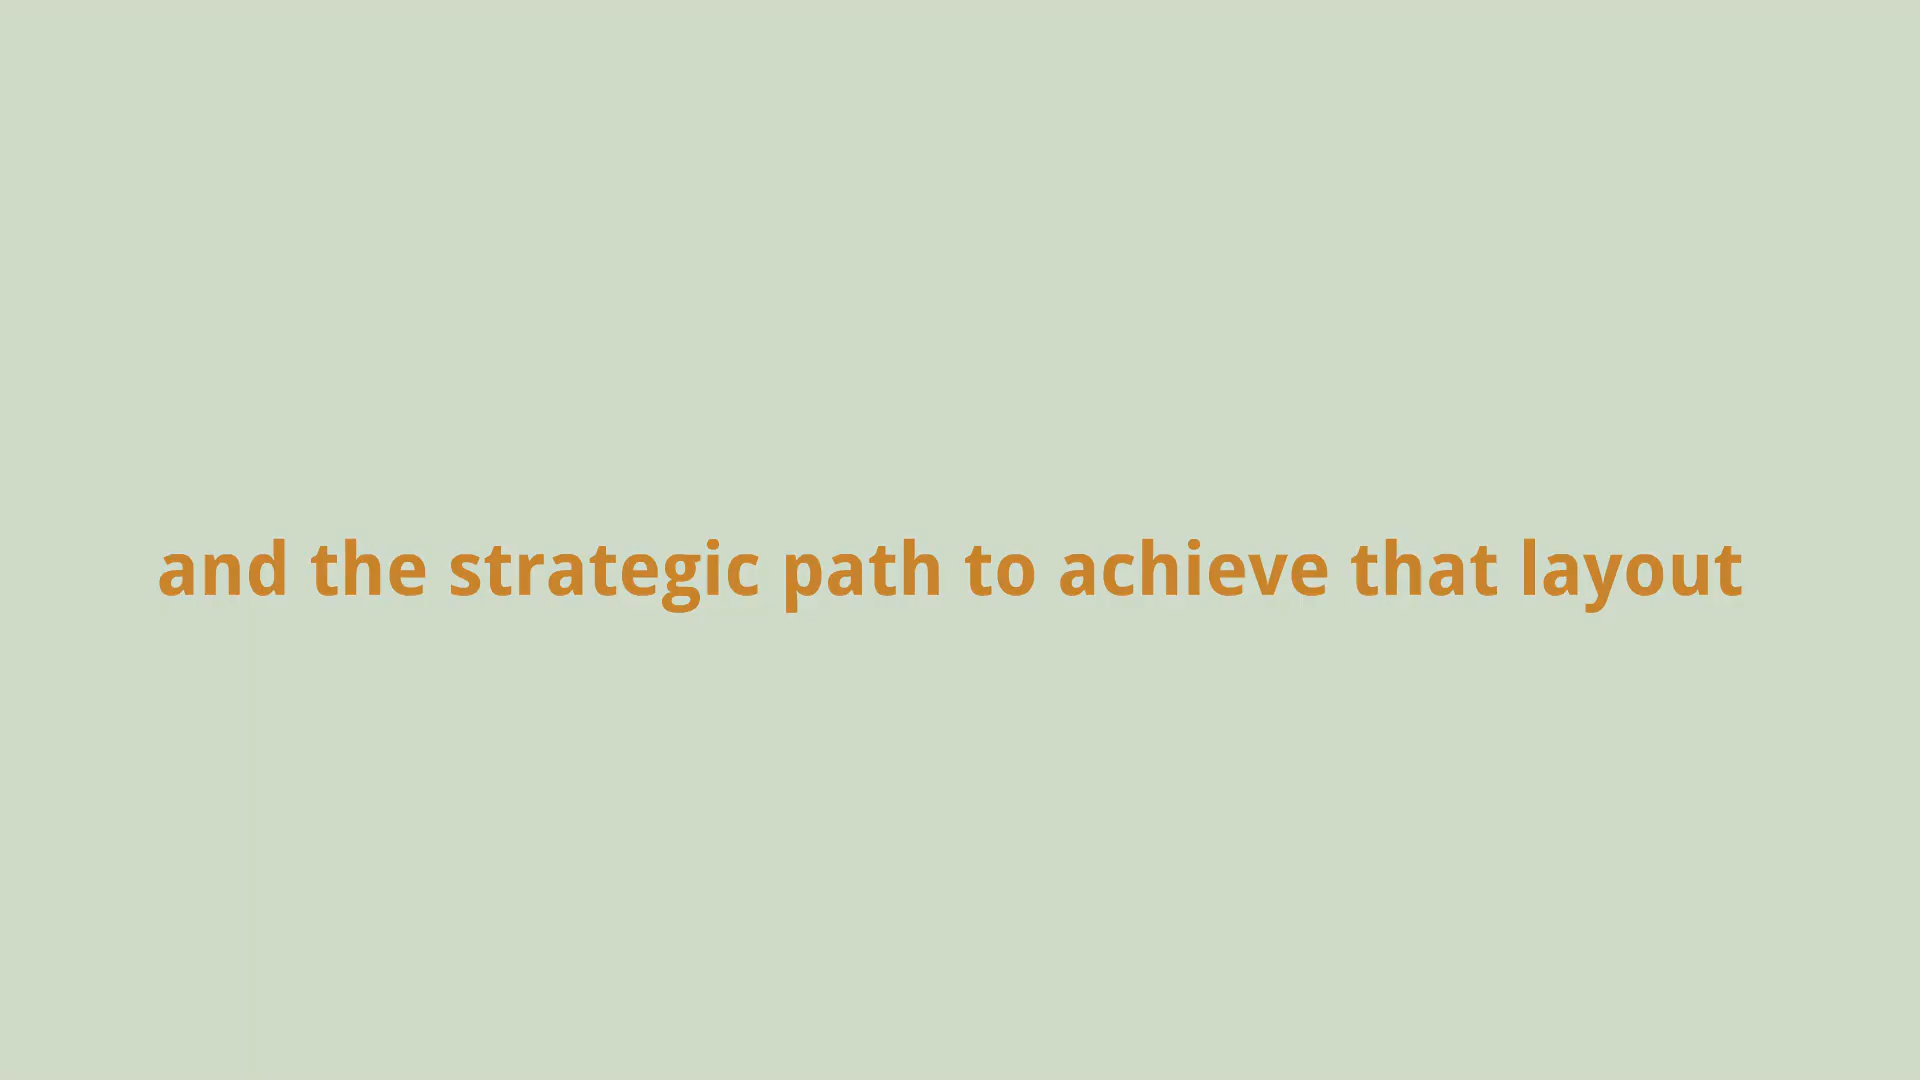 and the strategic path to achieve that layout